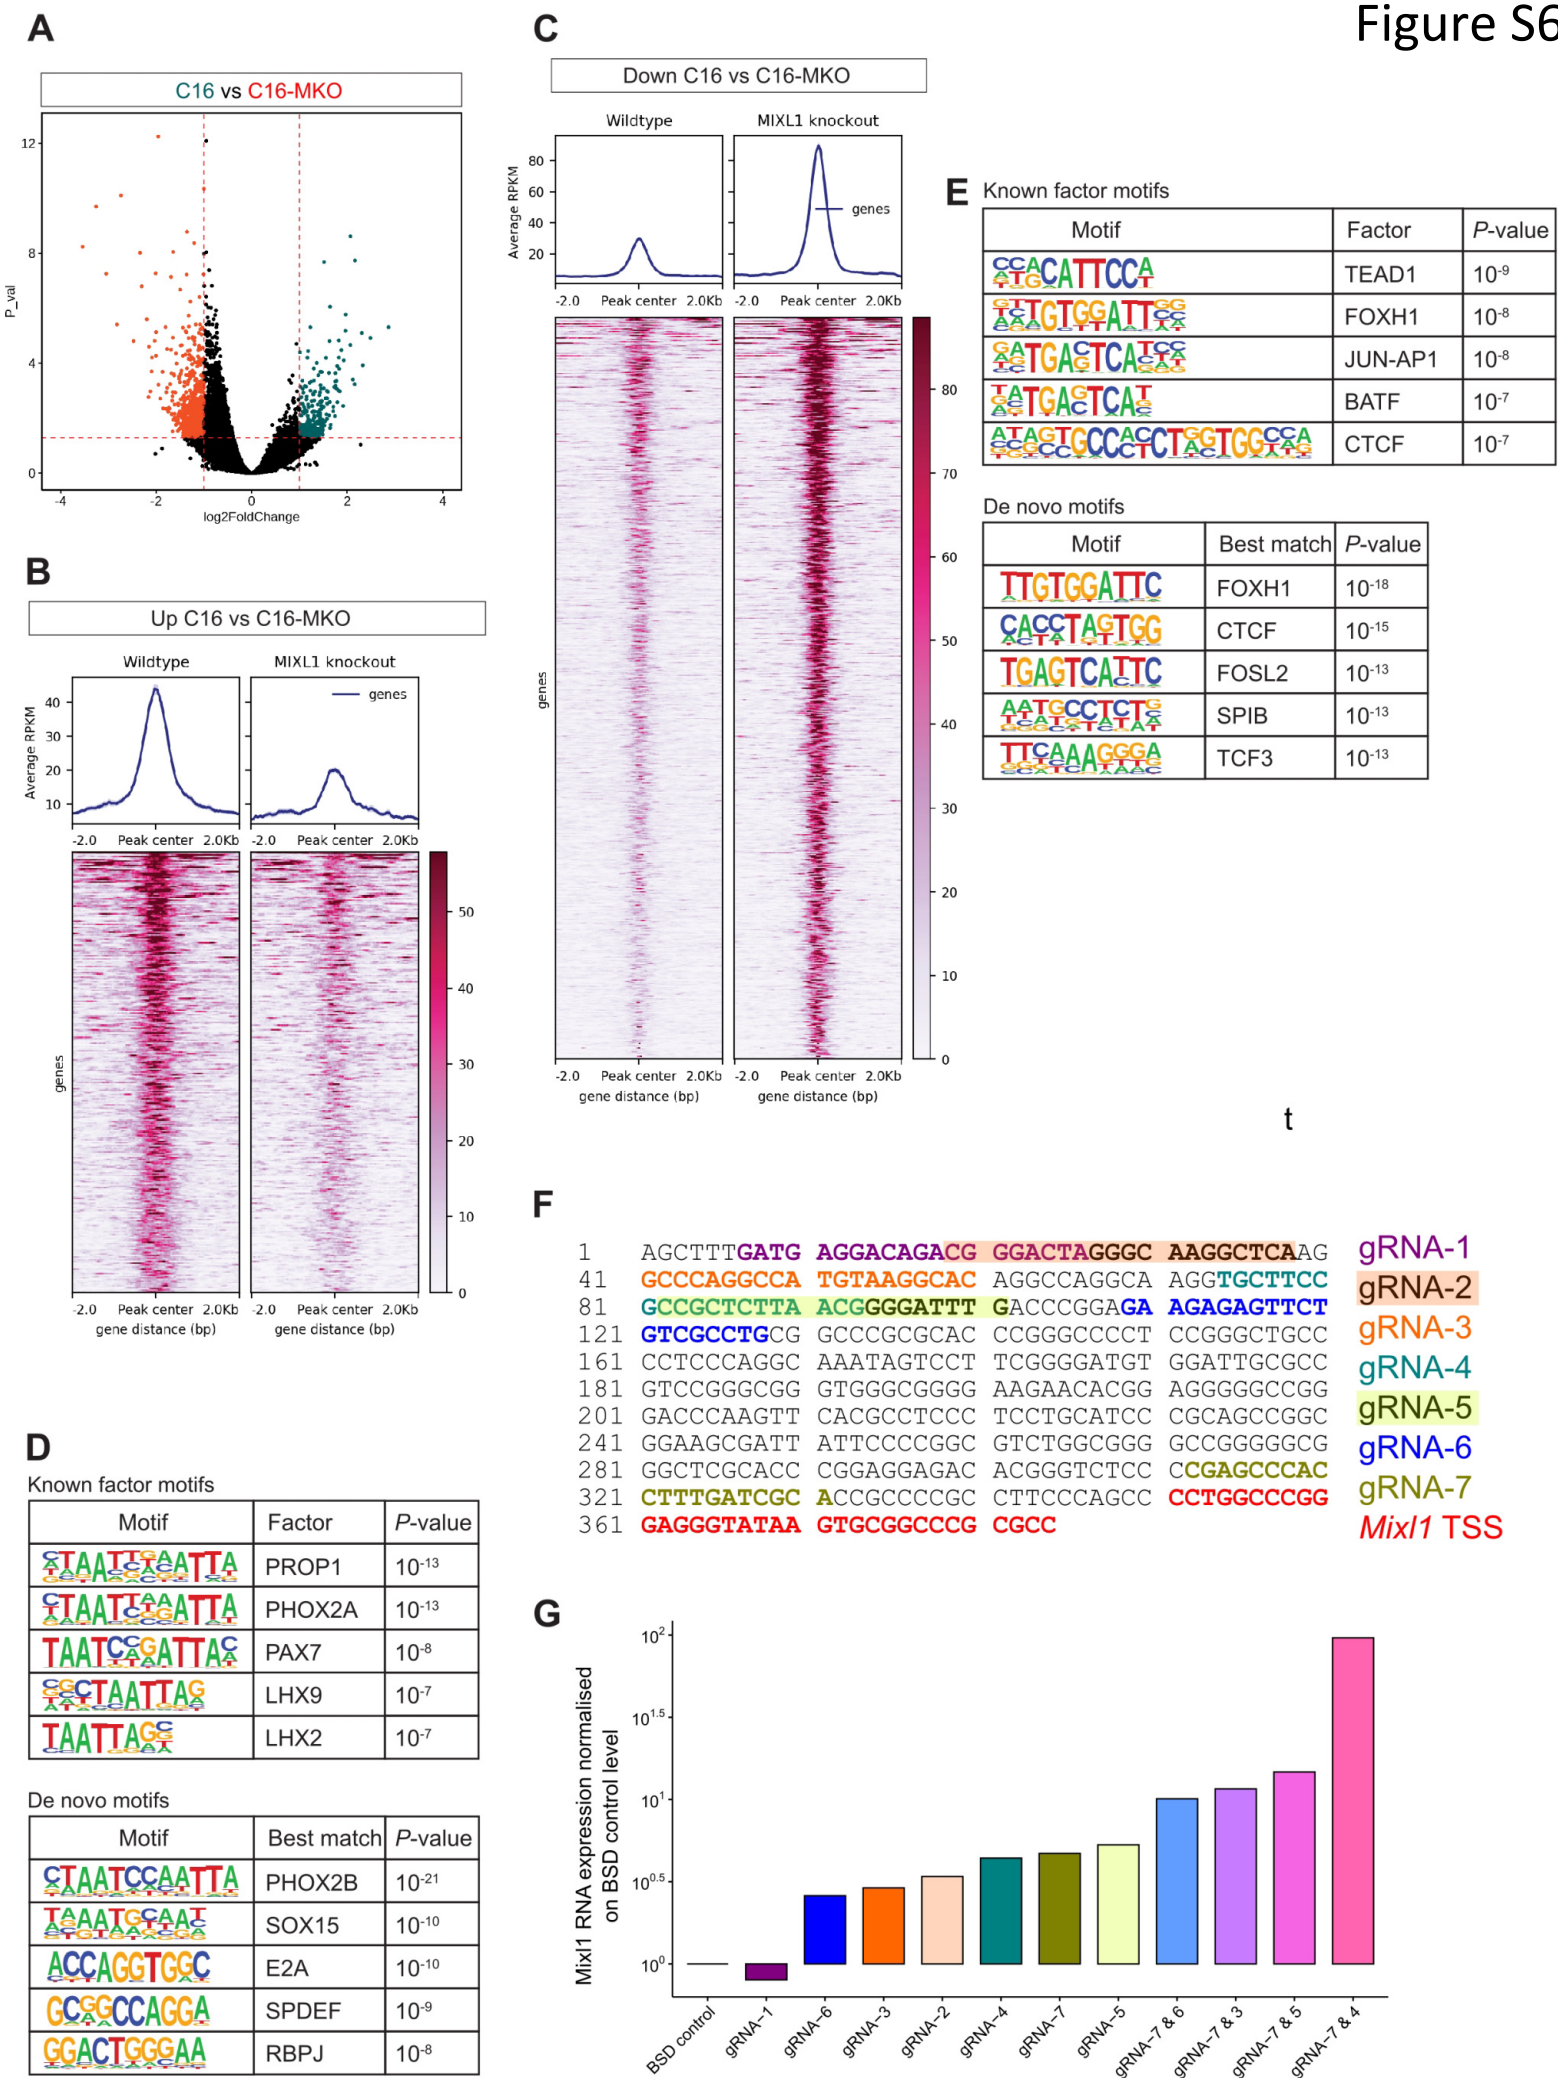 Figure S6
A
C16 vs C16-MKO
P_val
12
8
4
0
-4 -2 0 2 4
log2FoldChange
B
Up C16 vs C16-MKO
Wildtype MIXL1 knockout
Average RPKM
40
30
20
10
genes
-2.0 Peak center 2.0Kb -2.0 Peak center 2.0Kb
genes
50
40
30
20
10
0
-2.0 Peak center 2.0Kb -2.0 Peak center 2.0Kb
gene distance (bp) gene distance (bp)
C
Down C16 vs C16-MKO
Wildtype MIXL1 knockout
Average RPKM
80
60
40
20
genes
-2.0 Peak center 2.0Kb -2.0 Peak center 2.0Kb
genes
80
70
60
50
40
30
20
10
0
-2.0 Peak center 2.0Kb -2.0 Peak center 2.0Kb
gene distance (bp) gene distance (bp)
D
Known factor motifs
Motif Factor P-value
PROP1 10-13
PHOX2A 10-13
PAX7 10-8
LHX9 10-7
LHX2 10-7
De novo motifs
Motif Best match P-value
PHOX2B 10-21
SOX15 10-10
E2A 10-10
SPDEF 10-9
RBPJ 10-8
E
Known factor motifs
Motif Factor P-value
TEAD1 10-9
FOXH1 10-8
JUN-AP1 10-8
BATF 10-7
CTCF 10-7
De novo motifs
Motif Best match P-value
TTGTGGATTC FOXH1 10-18
CTCF 10-15
FOSL2 10-13
SPIB 10-13
TCF3 10-13
t
F
1 AGCTTTGATG AGGACAGACG GGACTAGGGC AAGGCTCAAG gRNA-1
41 GCCCAGGCCA TGTAAGGCAC AGGCCAGGCA AGGTGCTTCC gRNA-2
81 GCCGCTCTTA ACGGGGATTT GACCCGGAGA AGAGAGTTCT gRNA-3
121 GTCGCCTGCG GCCCGCGCAC CCGGGCCCCT CCGGGCTGCC gRNA-4
161 CCTCCCAGGC AAATAGTCCT TCGGGGATGT GGATTGCGCC gRNA-5
181 GTCCGGGCGG GTGGGCGGGG AAGAACACGG AGGGGGCCGG gRNA-6
201 GACCCAAGTT CACGCCTCCC TCCTGCATCC CGCAGCCGGC gRNA-7
241 GGAAGCGATT ATTCCCCGGC GTCTGGCGGG GCCGGGGGCG
281 GGCTCGCACC CGGAGGAGAC ACGGGTCTCC CCGAGCCCAC
321 CTTTGATCGC ACCGCCCCGC CTTCCCAGCC CCTGGCCCGG
361 GAGGGTATAA GTGCGGCCCG CGCC Mixl1 TSS
G
Mixl1 RNA expression normalised
on BSD control level
10^2
10^1.5
10^1
10^0.5
10^0
BSD control
gRNA-1
gRNA-6
gRNA-3
gRNA-2
gRNA-4
gRNA-7
gRNA-5
gRNA-7 & 6
gRNA-7 & 3
gRNA-7 & 5
gRNA-7 & 4